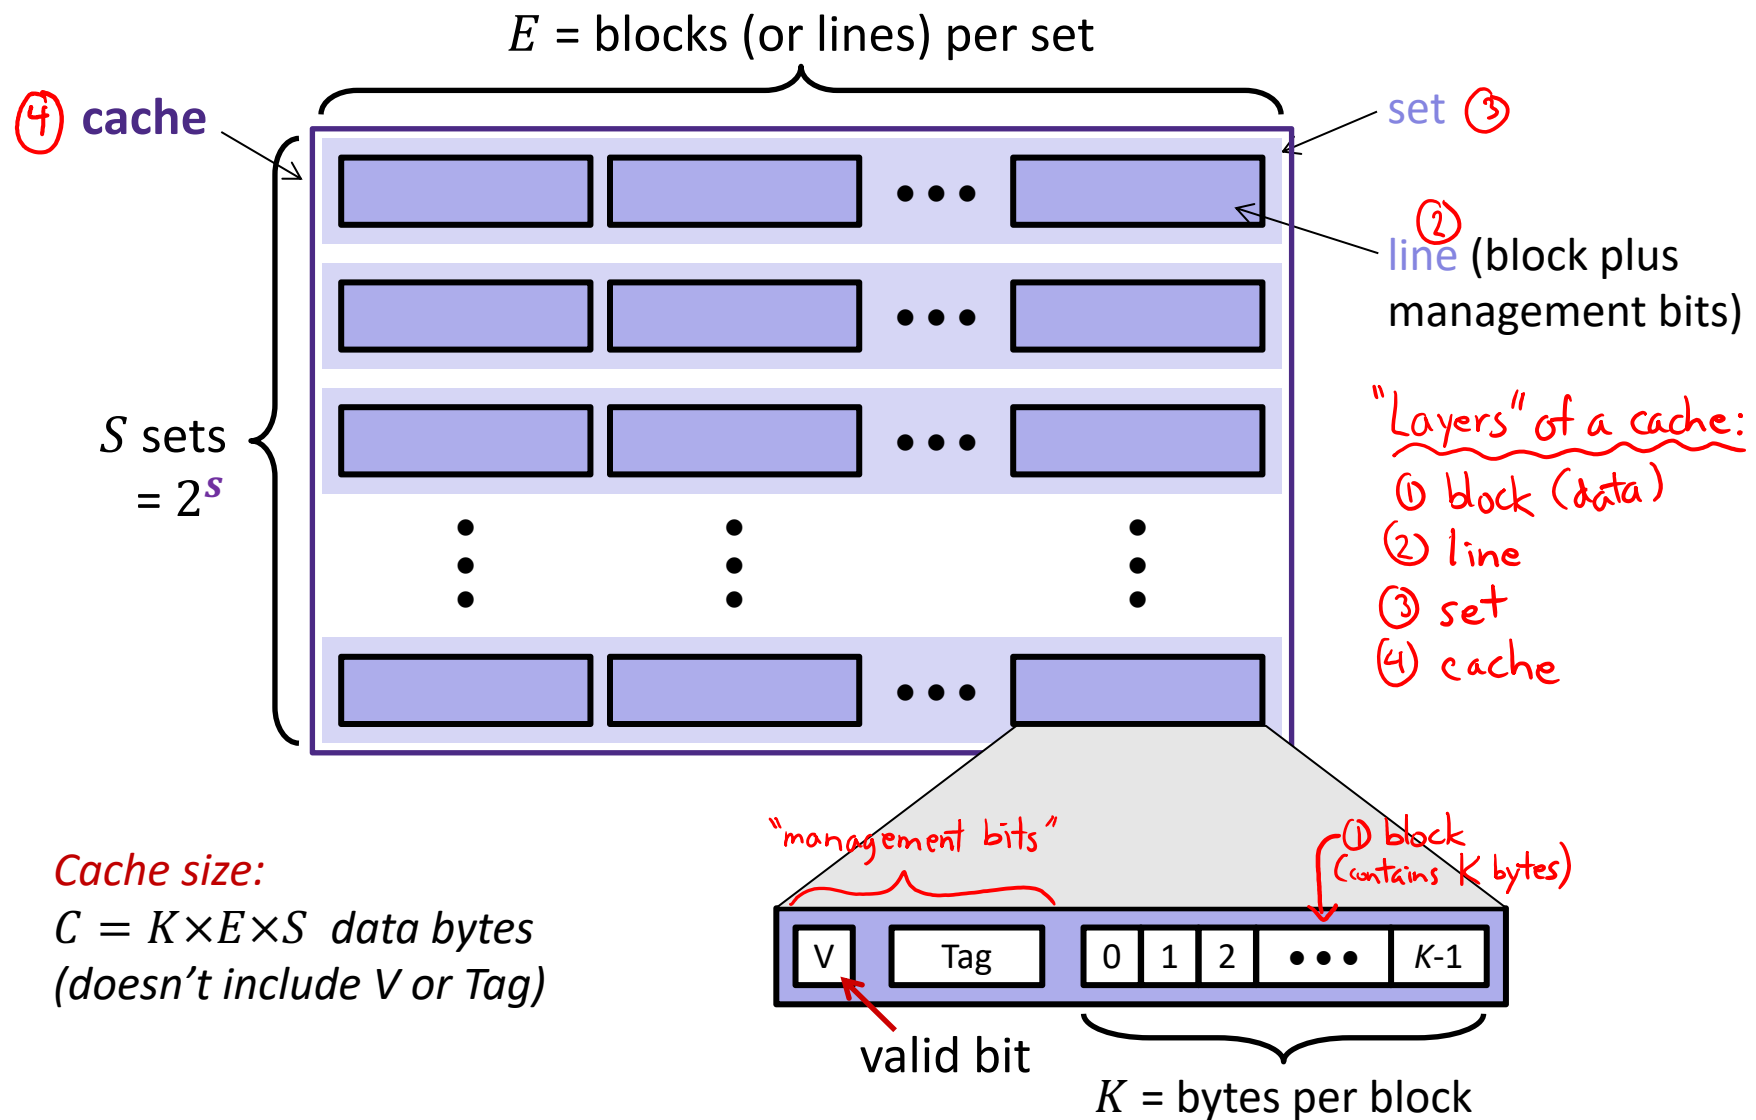 E = blocks (or lines) per set
④ cache
set ③
②
line (block plus
management bits)
S sets
= 2^s
"Layers" of a cache:
① block (data)
② line
③ set
④ cache
Cache size:
C = K×E×S data bytes
(doesn't include V or Tag)
"management bits"
① block
(contains K bytes)
V Tag 0 1 2 ••• K-1
valid bit
K = bytes per block